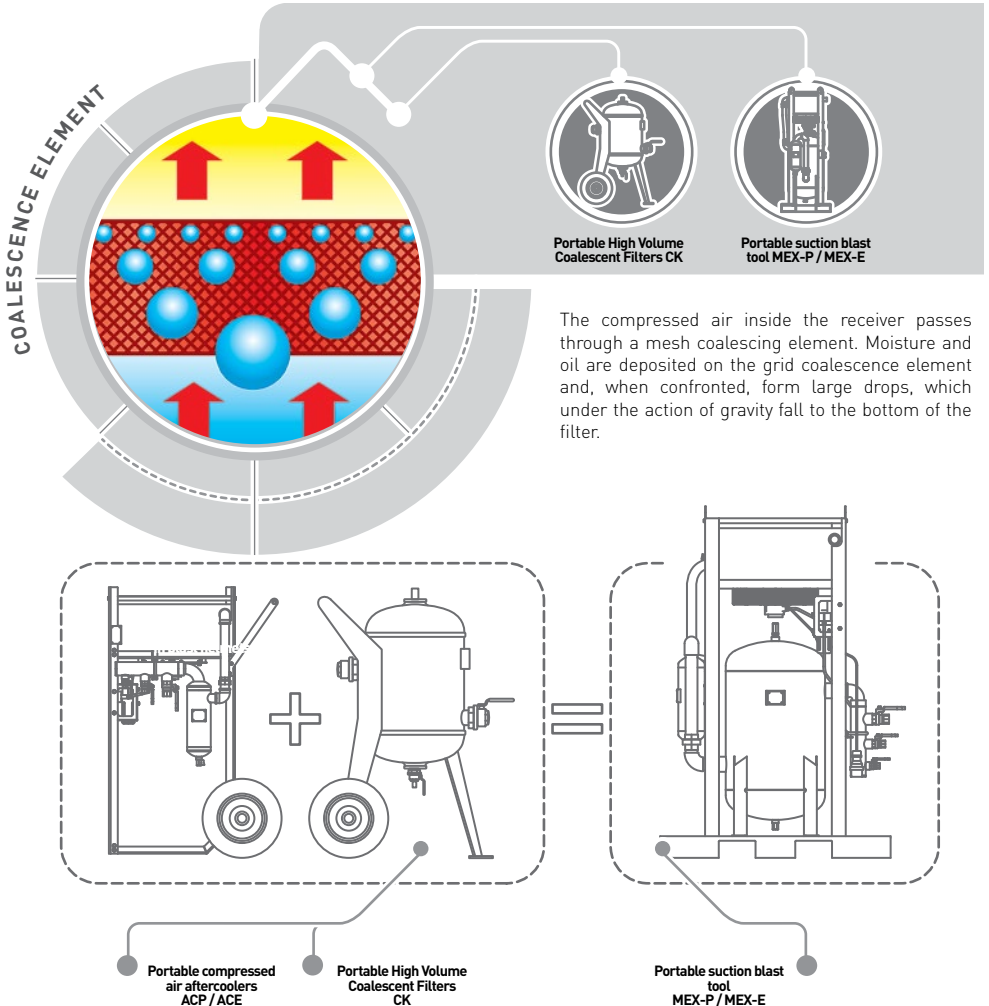 COALESCENCE ELEMENT
Portable High Volume
Coalescent Filters CK
Portable suction blast
tool MEX-P / MEX-E
The compressed air inside the receiver passes
through a mesh coalescing element. Moisture and
oil are deposited on the grid coalescence element
and, when confronted, form large drops, which
under the action of gravity fall to the bottom of the
filter.
Portable compressed
air aftercoolers
ACP / ACE
Portable High Volume
Coalescent Filters
CK
Portable suction blast
tool
MEX-P / MEX-E